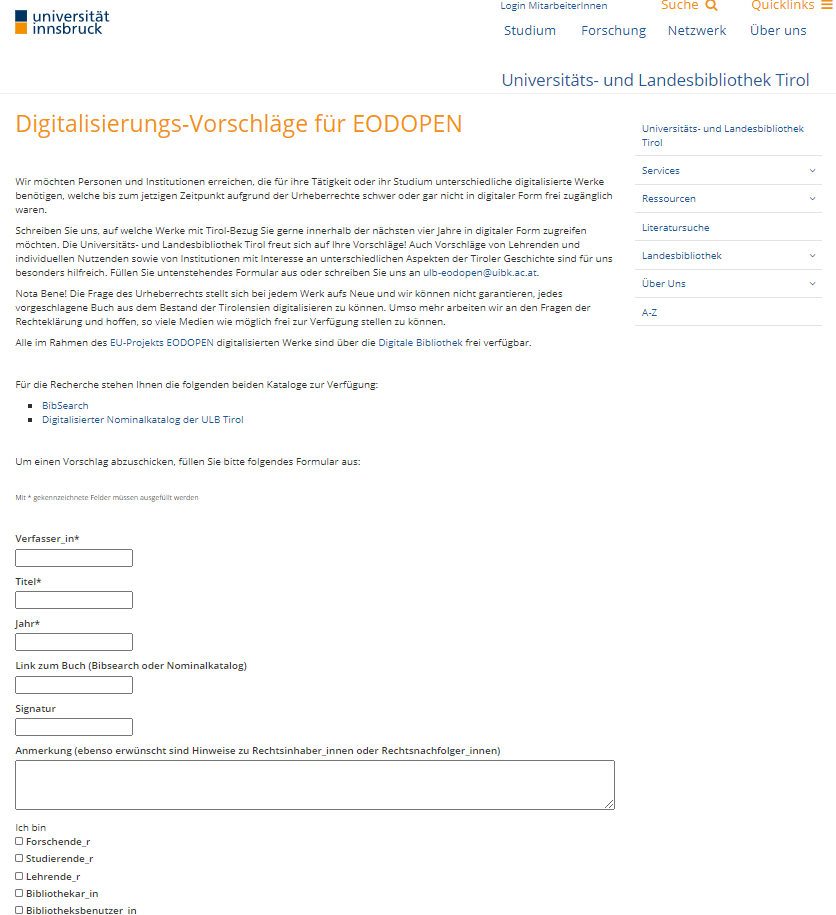 universität
innsbruck
Login MitarbeiterInnen
Suche
Quicklinks
Studium
Forschung
Netzwerk
Über uns
Universitäts- und Landesbibliothek Tirol
Digitalisierungs-Vorschläge für EODOPEN
Wir möchten Personen und Institutionen erreichen, die für ihre Tätigkeit oder ihr Studium unterschiedliche digitalisierte Werke
benötigen, welche bis zum jetzigen Zeitpunkt aufgrund der Urheberrechte schwer oder gar nicht in digitaler Form frei zugänglich
waren.
Schreiben Sie uns, auf welche Werke mit Tirol-Bezug Sie gerne innerhalb der nächsten vier Jahre in digitaler Form zugreifen
möchten. Die Universitäts- und Landesbibliothek Tirol freut sich auf Ihre Vorschläge! Auch Vorschläge von Lehrenden und
individuellen Nutzenden sowie von Institutionen mit Interesse an unterschiedlichen Aspekten der Tiroler Geschichte sind für uns
besonders hilfreich. Füllen Sie untenstehendes Formular aus oder schreiben Sie uns an ulb-eodopen@uibk.ac.at.
Nota Bene! Die Frage des Urheberrechts stellt sich bei jedem Werk aufs Neue und wir können nicht garantieren, jedes
vorgeschlagene Buch aus dem Bestand der Tirolensien digitalisieren zu können. Umso mehr arbeiten wir an den Fragen der
Rechteklärung und hoffen, so viele Medien wie möglich frei zur Verfügung stellen zu können.
Alle im Rahmen des EU-Projekts EODOPEN digitalisierten Werke sind über die Digitale Bibliothek frei verfügbar.
Für die Recherche stehen Ihnen die folgenden beiden Kataloge zur Verfügung:
BibSearch
Digitalisierter Nominalkatalog der ULB Tirol
Um einen Vorschlag abzuschicken, füllen Sie bitte folgendes Formular aus:
Mit * gekennzeichnete Felder müssen ausgefüllt werden
Verfasser_in*
Titel*
Jahr*
Link zum Buch (Bibsearch oder Nominalkatalog)
Signatur
Anmerkung (ebenso erwünscht sind Hinweise zu Rechtsinhaber_innen oder Rechtsnachfolger_innen)
Ich bin
Forschende_r
Studierende_r
Lehrende_r
Bibliothekar_in
Bibliotheksbenutzer_in
Universitäts- und Landesbibliothek
Tirol
Services
Ressourcen
Literatursuche
Landesbibliothek
Über Uns
A-Z